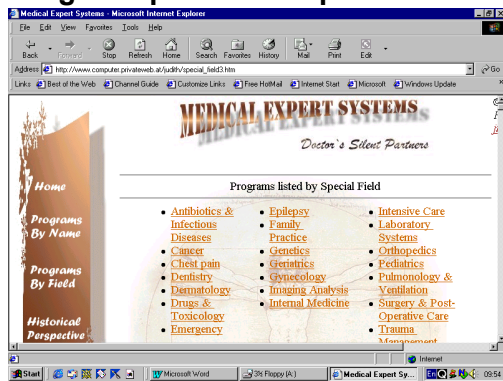 Medical Expert Systems - Microsoft Internet Explorer
File Edit View Favorites Tools Help
Back Forward Stop Refresh Home Search Favorites History Mail Print Edit
Address http://www.computer.privateweb.at/judith/special_field3.htm Go
Links Best of the Web Channel Guide Customize Links Free HotMail Internet Start Microsoft Windows Update
MEDICAL EXPERT SYSTEMS
Doctor's Silent Partners
Home
Programs
By Name
Programs
By Field
Historical
Perspective
Programs listed by Special Field
Antibiotics &
Infectious
Diseases
Cancer
Chest pain
Dentistry
Dermatology
Drugs &
Toxicology
Emergency
Epilepsy
Family
Practice
Genetics
Geriatrics
Gynecology
Imaging Analysis
Internal Medicine
Intensive Care
Laboratory
Systems
Orthopedics
Pediatrics
Pulmonology &
Ventilation
Surgery & Post-
Operative Care
Trauma
Management
Internet
Start Microsoft Word 3½ Floppy (A:) Medical Expert Sy... En 09:54